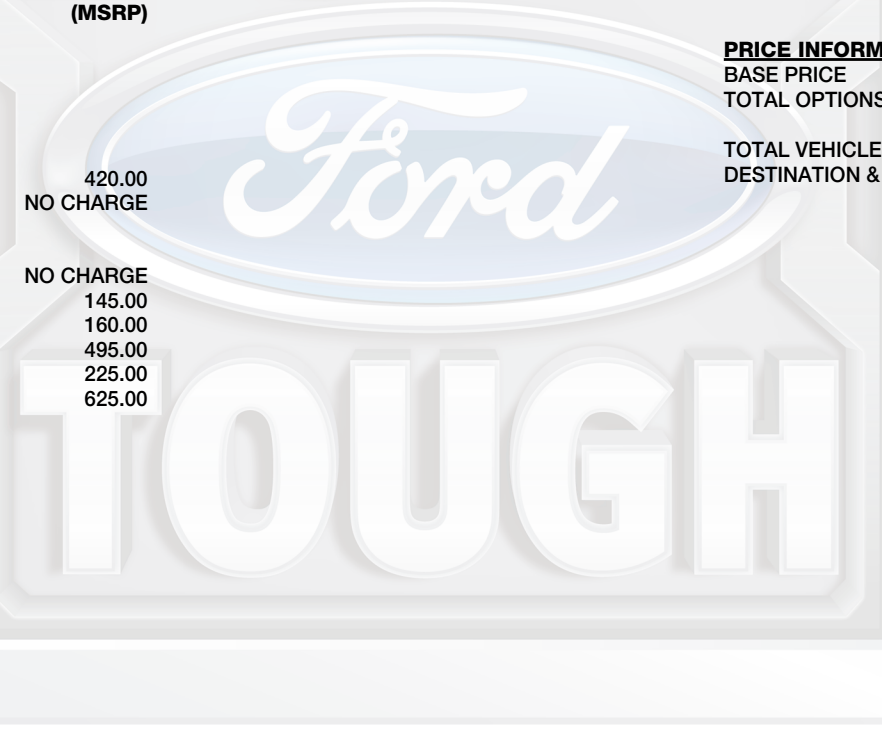 (MSRP)
420.00
NO CHARGE
NO CHARGE
145.00
160.00
495.00
225.00
625.00
PRICE INFORM
BASE PRICE
TOTAL OPTIONS
TOTAL VEHICLE
DESTINATION &
Ford
TOUGH